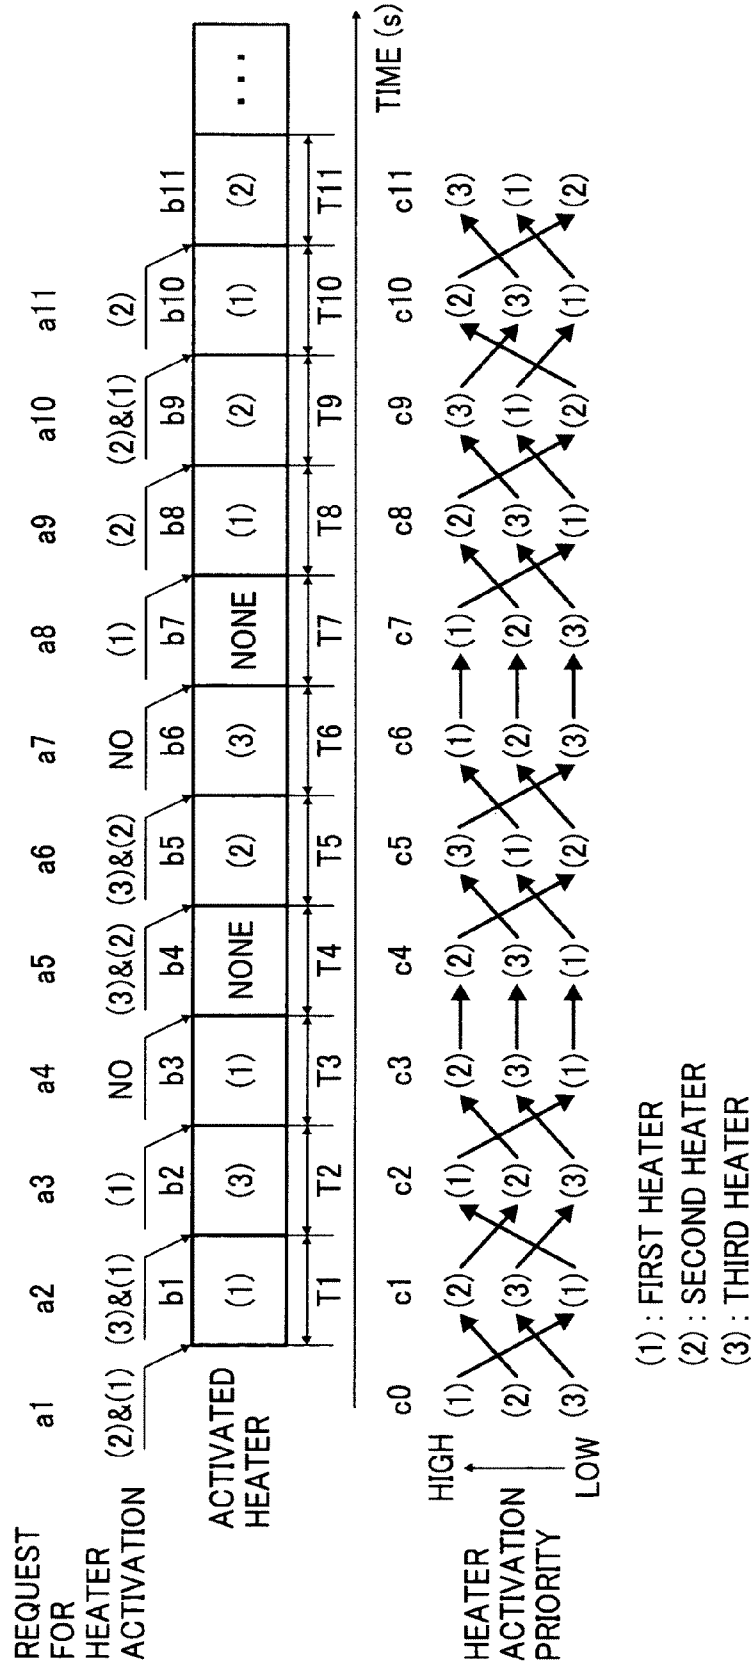 REQUEST
FOR
HEATER
ACTIVATION
a1 a2 a3 a4 a5 a6 a7 a8 a9 a10 a11
(2)&(1) (3)&(1) (1) NO (3)&(2) (3)&(2) NO (1) (2) (2)&(1) (2)
b1 b2 b3 b4 b5 b6 b7 b8 b9 b10 b11
ACTIVATED
HEATER
(1) (3) (1) NONE (2) (3) NONE (1) (2) (1) (2) ...
T1 T2 T3 T4 T5 T6 T7 T8 T9 T10 T11
TIME (s)
c0 c1 c2 c3 c4 c5 c6 c7 c8 c9 c10 c11
HEATER
ACTIVATION
PRIORITY
HIGH
LOW
(1) (2) (1) (2) (2) (3) (1) (1) (2) (3) (2) (3)
(2) (3) (2) (3) (3) (1) (2) (2) (3) (1) (3) (1)
(3) (1) (3) (1) (1) (2) (3) (3) (1) (2) (1) (2)
(1) : FIRST HEATER
(2) : SECOND HEATER
(3) : THIRD HEATER